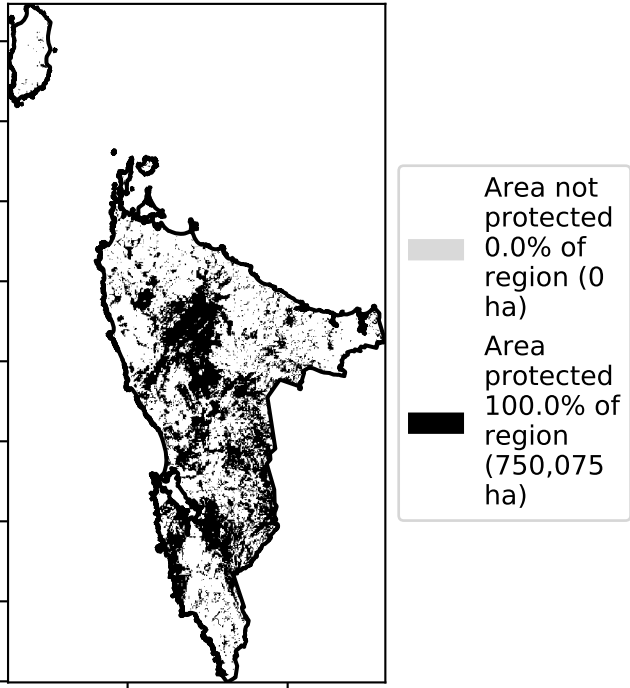 Area not
protected
0.0% of
region (0
ha)
Area
protected
100.0% of
region
(750,075
ha)